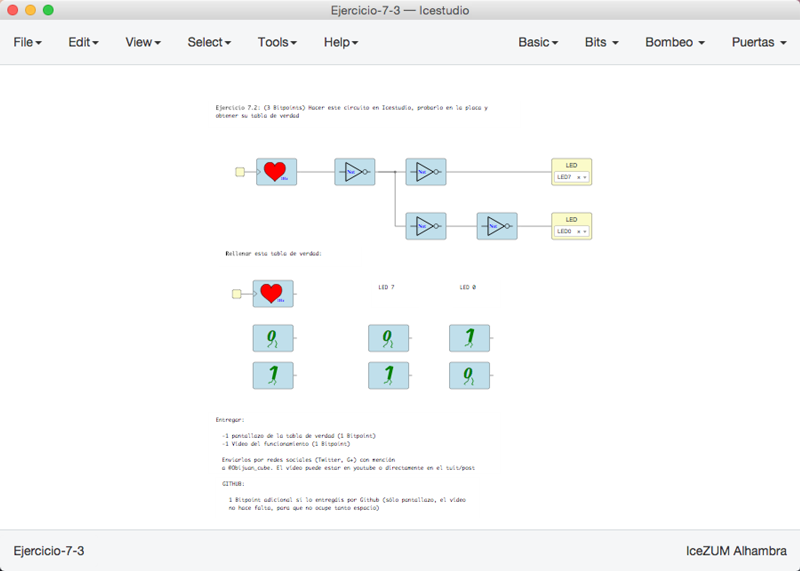 Ejercicio-7-3 — Icestudio
File Edit View Select Tools Help Basic Bits Bombeo Puertas
Ejercicio 7.2: (3 Bitpoints) Hacer este circuito en Icestudio, probarlo en la placa y
obtener su tabla de verdad
Not Not LED
LED7
Not Not LED
LED0
Rellenar esta tabla de verdad:
LED 7 LED 0
0 0 1
1 1 0
Entregar:
-1 pantallazo de la tabla de verdad (1 Bitpoint)
-1 Vídeo del funcionamiento (1 Bitpoint)
Enviarlos por redes sociales (Twitter, G+) con mención
a @Obijuan_cube. El vídeo puede estar en youtube o directamente en el tuit/post
GITHUB:
1 Bitpoint adicional si lo entregáis por Github (sólo pantallazo, el vídeo
no hace falta, para que no ocupe tanto espacio)
Ejercicio-7-3 IceZUM Alhambra